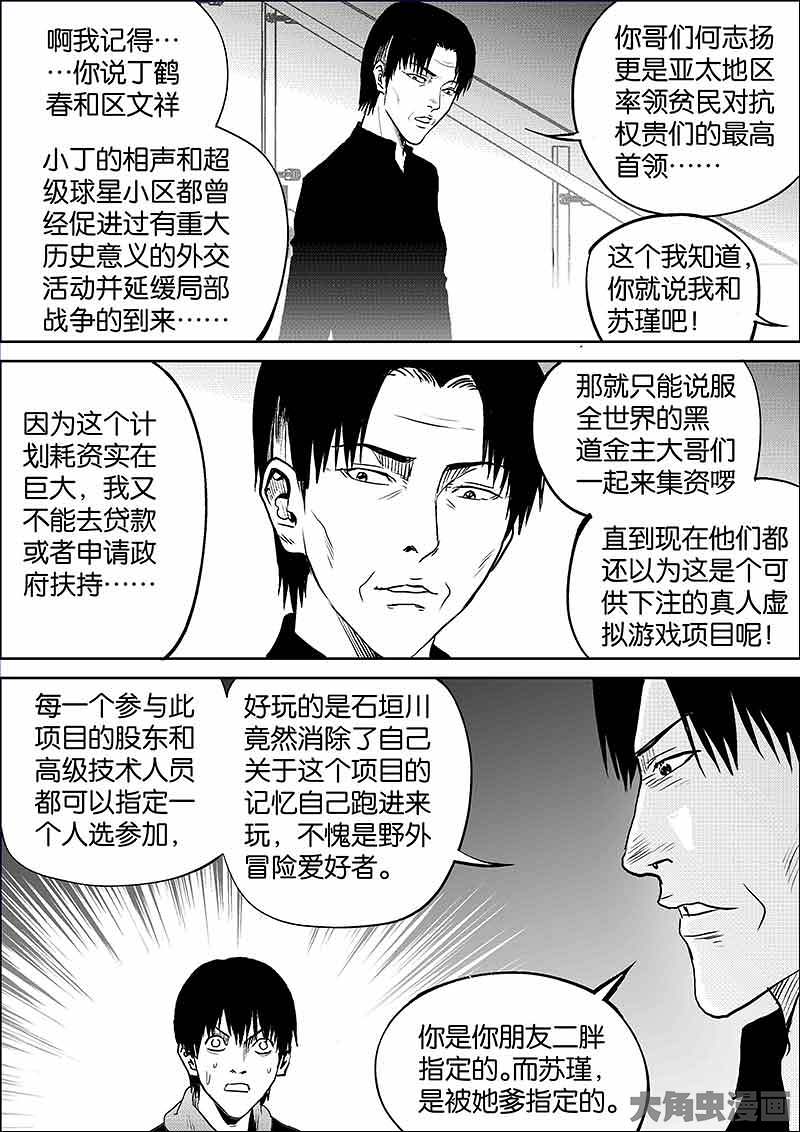 啊我记得…
…你说丁鹤
春和区文祥
小丁的相声和超
级球星小区都曾
经促进过有重大
历史意义的外交
活动并延缓局部
战争的到来……
你哥们何志扬
更是亚太地区
率领贫民对抗
权贵们的最高
首领……
这个我知道，
你就说我和
苏瑾吧！
因为这个计
划耗资实在
巨大，我又
不能去贷款
或者申请政
府扶持……
那就只能说服
全世界的黑
道金主大哥们
一起来集资啰
直到现在他们都
还以为这是个可
供下注的真人虚
拟游戏项目呢！
每一个参与此
项目的股东和
高级技术人员
都可以指定一
个人选参加，
好玩的是石垣川
竟然消除了自己
关于这个项目的
记忆自己跑进来
玩，不愧是野外
冒险爱好者。
你是你朋友二胖
指定的。而苏瑾，
是被她爹指定的。
大角虫漫画